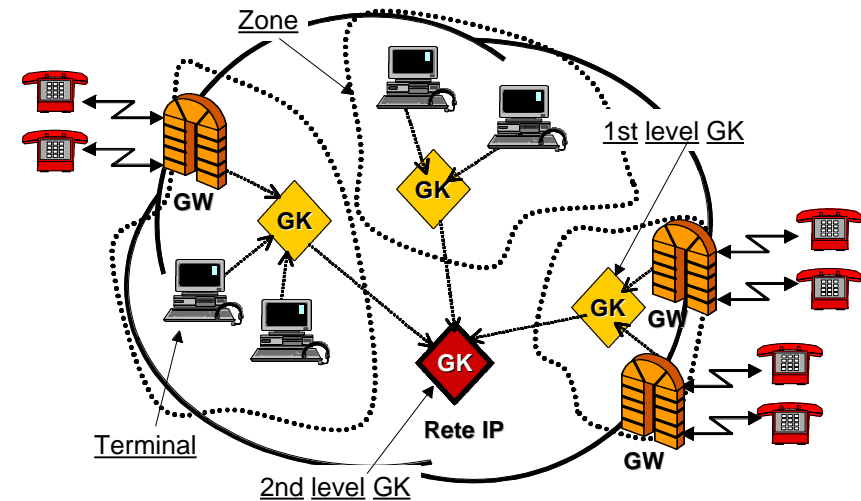 Zone
1st level GK
GW
GK
GK
GK
GW
GK
Rete IP
Terminal
GW
2nd level GK